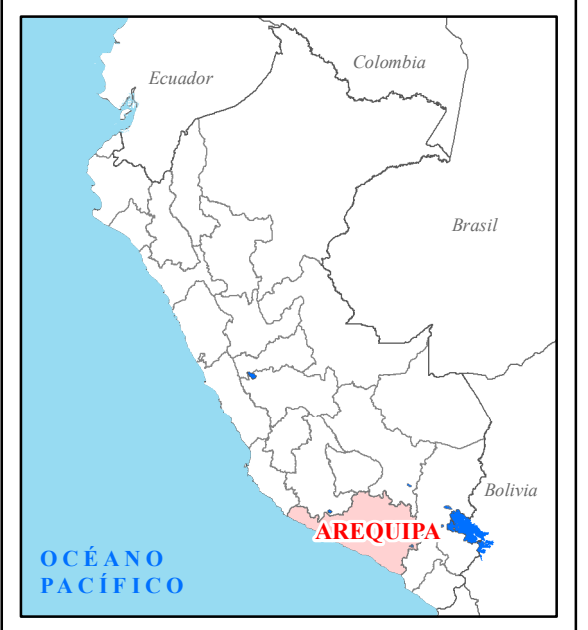 Colombia
Ecuador
Brasil
Bolivia
AREQUIPA
OCÉANO
PACÍFICO